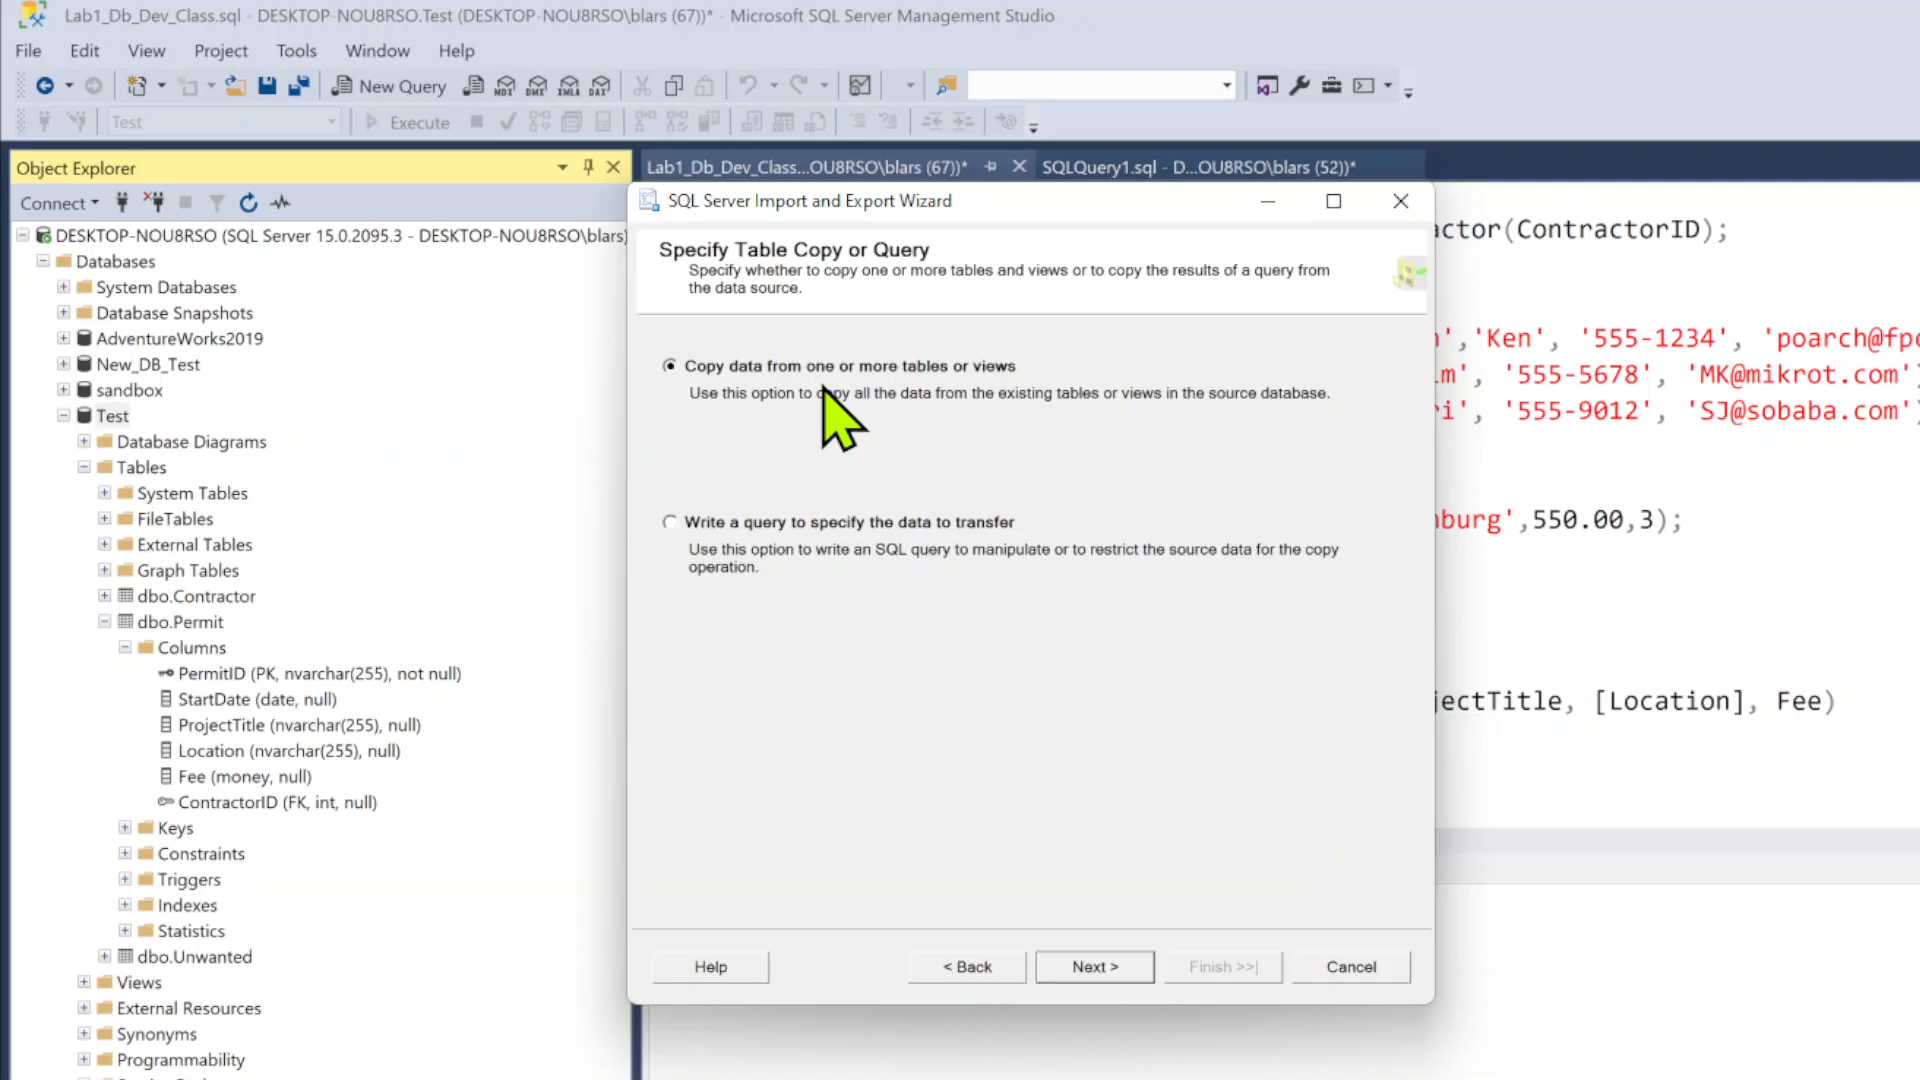 Lab1_Db_Dev_Class.sql - DESKTOP-NOU8RSO.Test (DESKTOP-NOU8RSO\blars (67))* - Microsoft SQL Server Management Studio
File Edit View Project Tools Window Help
New Query MDX DMX XMLA DAX
Test Execute
Object Explorer
Lab1_Db_Dev_Class...OU8RSO\blars (67))* SQLQuery1.sql - D...OU8RSO\blars (52))*
Connect
DESKTOP-NOU8RSO (SQL Server 15.0.2095.3 - DESKTOP-NOU8RSO\blars)
Databases
System Databases
Database Snapshots
AdventureWorks2019
New_DB_Test
sandbox
Test
Database Diagrams
Tables
System Tables
FileTables
External Tables
Graph Tables
dbo.Contractor
dbo.Permit
Columns
PermitID (PK, nvarchar(255), not null)
StartDate (date, null)
ProjectTitle (nvarchar(255), null)
Location (nvarchar(255), null)
Fee (money, null)
ContractorID (FK, int, null)
Keys
Constraints
Triggers
Indexes
Statistics
dbo.Unwanted
Views
External Resources
Synonyms
Programmability
SQL Server Import and Export Wizard
Specify Table Copy or Query
Specify whether to copy one or more tables and views or to copy the results of a query from
the data source.
Copy data from one or more tables or views
Use this option to copy all the data from the existing tables or views in the source database.
Write a query to specify the data to transfer
Use this option to write an SQL query to manipulate or to restrict the source data for the copy
operation.
Help < Back Next > Finish >>| Cancel
actor(ContractorID);
','Ken', '555-1234', 'poarch@fpc
m', '555-5678', 'MK@mikrot.com')
ri', '555-9012', 'SJ@sobaba.com')
nburg',550.00,3);
jectTitle, [Location], Fee)